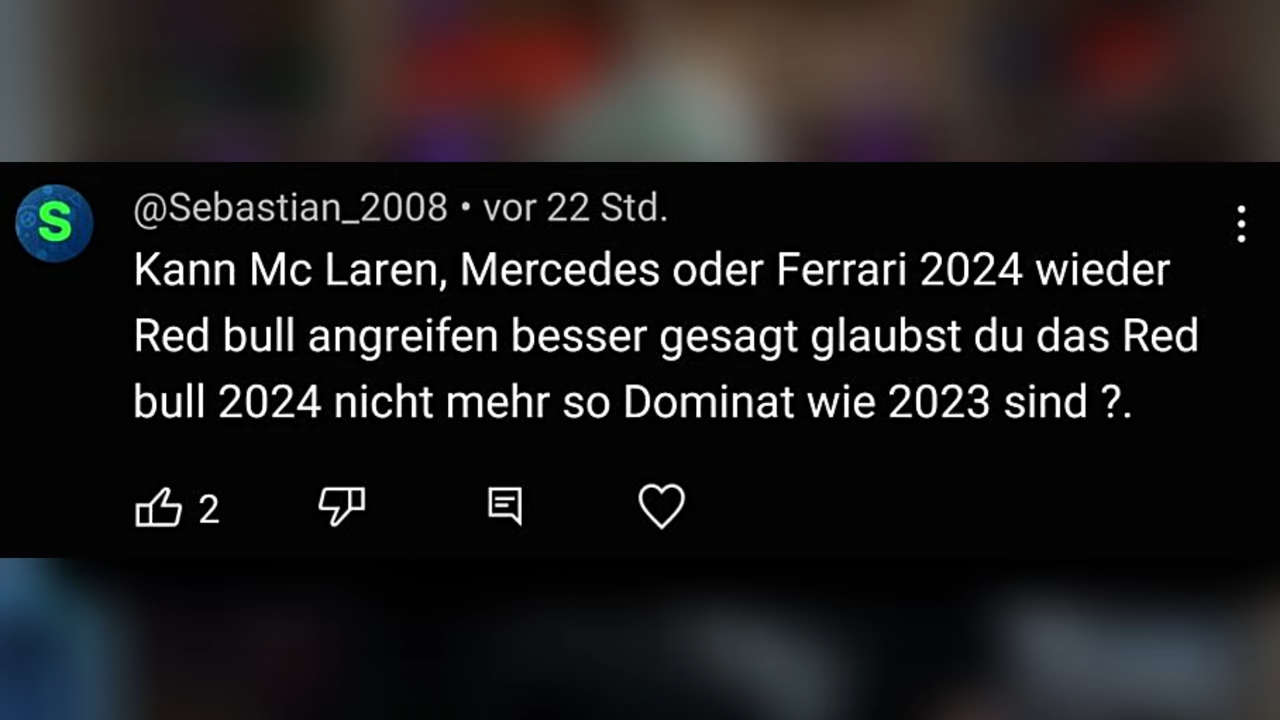 S
@Sebastian_2008 • vor 22 Std.
Kann Mc Laren, Mercedes oder Ferrari 2024 wieder
Red bull angreifen besser gesagt glaubst du das Red
bull 2024 nicht mehr so Dominat wie 2023 sind ?.
2